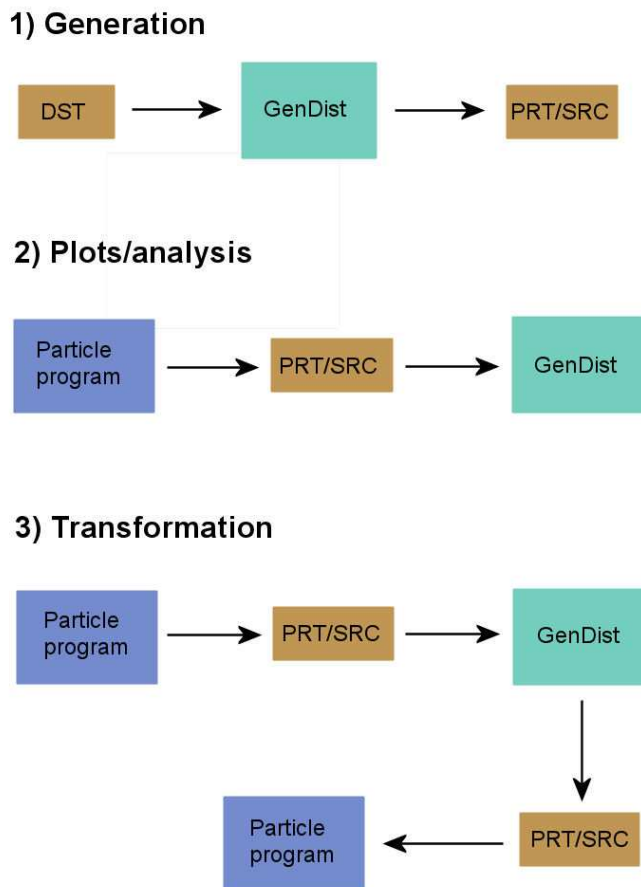 1) Generation
DST
GenDist
PRT/SRC
2) Plots/analysis
Particle
program
PRT/SRC
GenDist
3) Transformation
Particle
program
PRT/SRC
GenDist
PRT/SRC
Particle
program